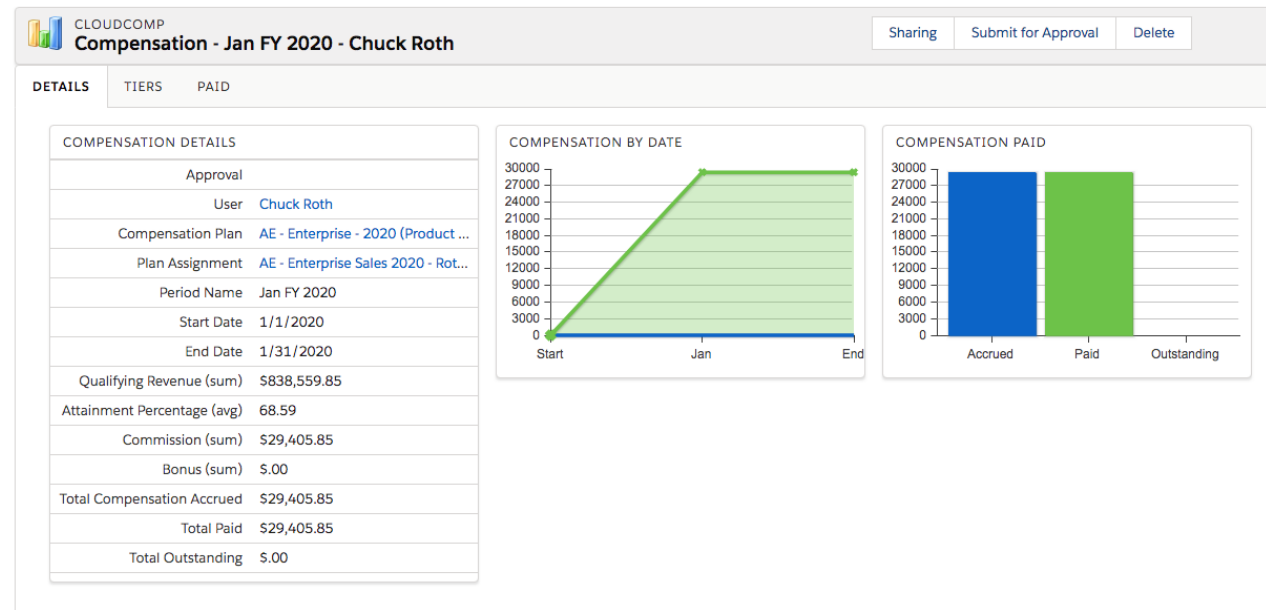 CLOUDCOMP
Compensation - Jan FY 2020 - Chuck Roth
Sharing
Submit for Approval
Delete
DETAILS
TIERS
PAID
COMPENSATION DETAILS
Approval
User Chuck Roth
Compensation Plan AE - Enterprise - 2020 (Product ...
Plan Assignment AE - Enterprise Sales 2020 - Rot...
Period Name Jan FY 2020
Start Date 1/1/2020
End Date 1/31/2020
Qualifying Revenue (sum) $838,559.85
Attainment Percentage (avg) 68.59
Commission (sum) $29,405.85
Bonus (sum) $.00
Total Compensation Accrued $29,405.85
Total Paid $29,405.85
Total Outstanding $.00
COMPENSATION BY DATE
30000
27000
24000
21000
18000
15000
12000
9000
6000
3000
0
Start Jan End
COMPENSATION PAID
30000
27000
24000
21000
18000
15000
12000
9000
6000
3000
0
Accrued Paid Outstanding